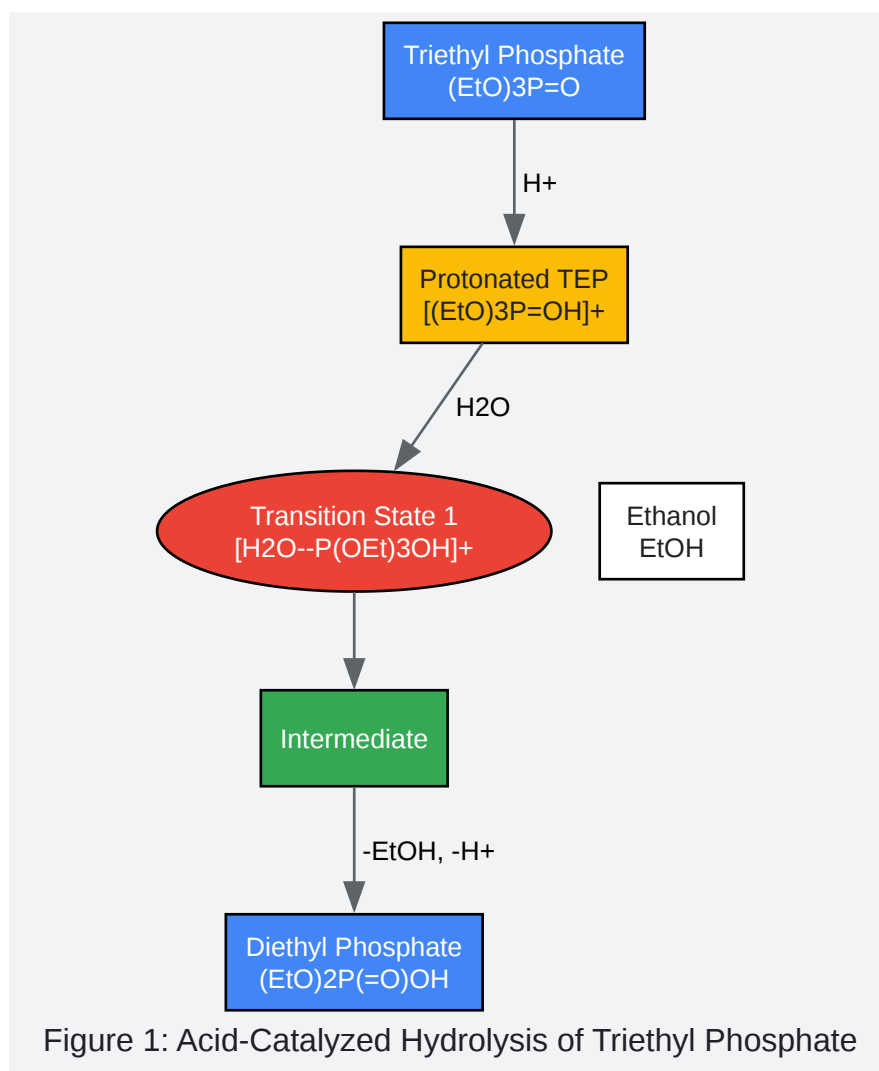 Triethyl Phosphate
(EtO)3P=O
H+
Protonated TEP
[(EtO)3P=OH]+
H2O
Transition State 1
[H2O--P(OEt)3OH]+
Ethanol
EtOH
Intermediate
-EtOH, -H+
Diethyl Phosphate
(EtO)2P(=O)OH
Figure 1: Acid-Catalyzed Hydrolysis of Triethyl Phosphate